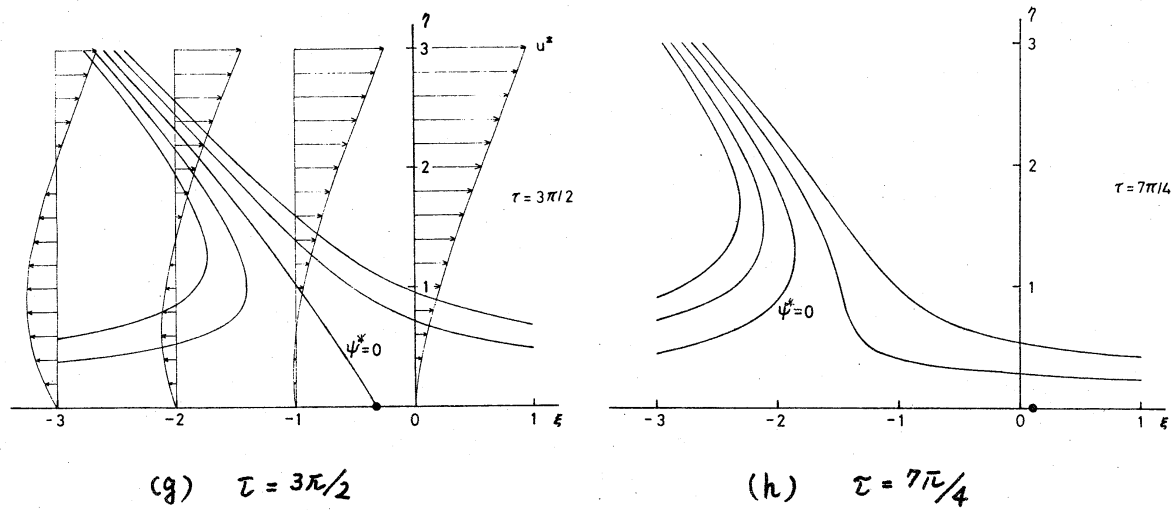 η
3
u*
2
τ = 3π/2
1
ψ*=0
-3
-2
-1
0
1
ξ
(g) τ = 3π/2
η
3
2
τ = 7π/4
1
ψ*=0
-3
-2
-1
0
1
ξ
(h) τ = 7π/4